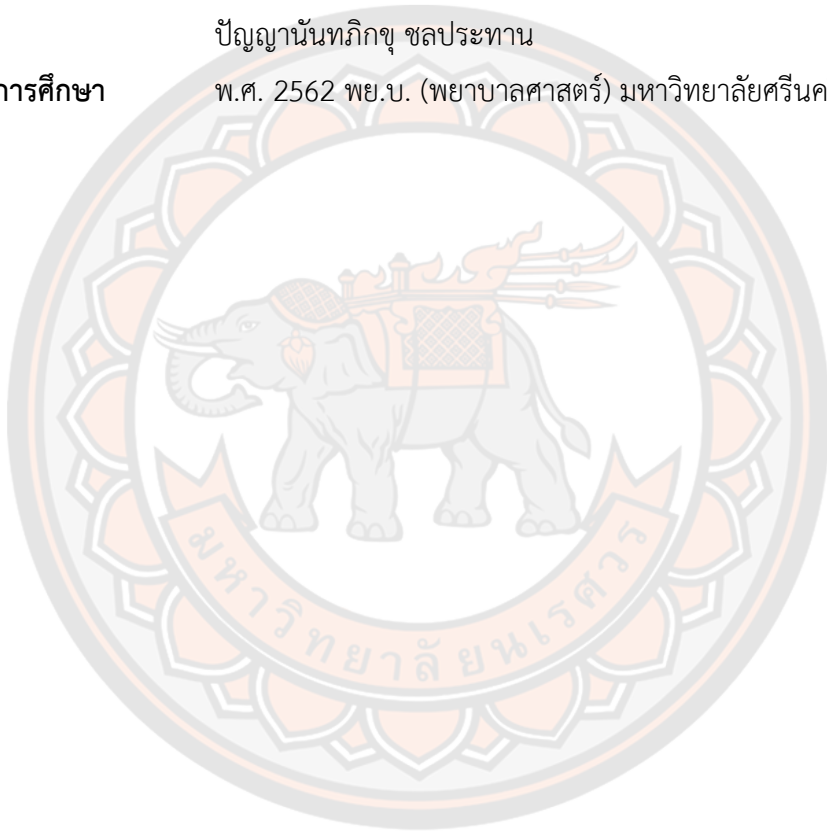 ปัญญานันทภิกขุ ชลประทาน
การศึกษา พ.ศ. 2562 พย.บ. (พยาบาลศาสตร์) มหาวิทยาลัยศรีนค
มหาวิทยาลัยนเรศวร